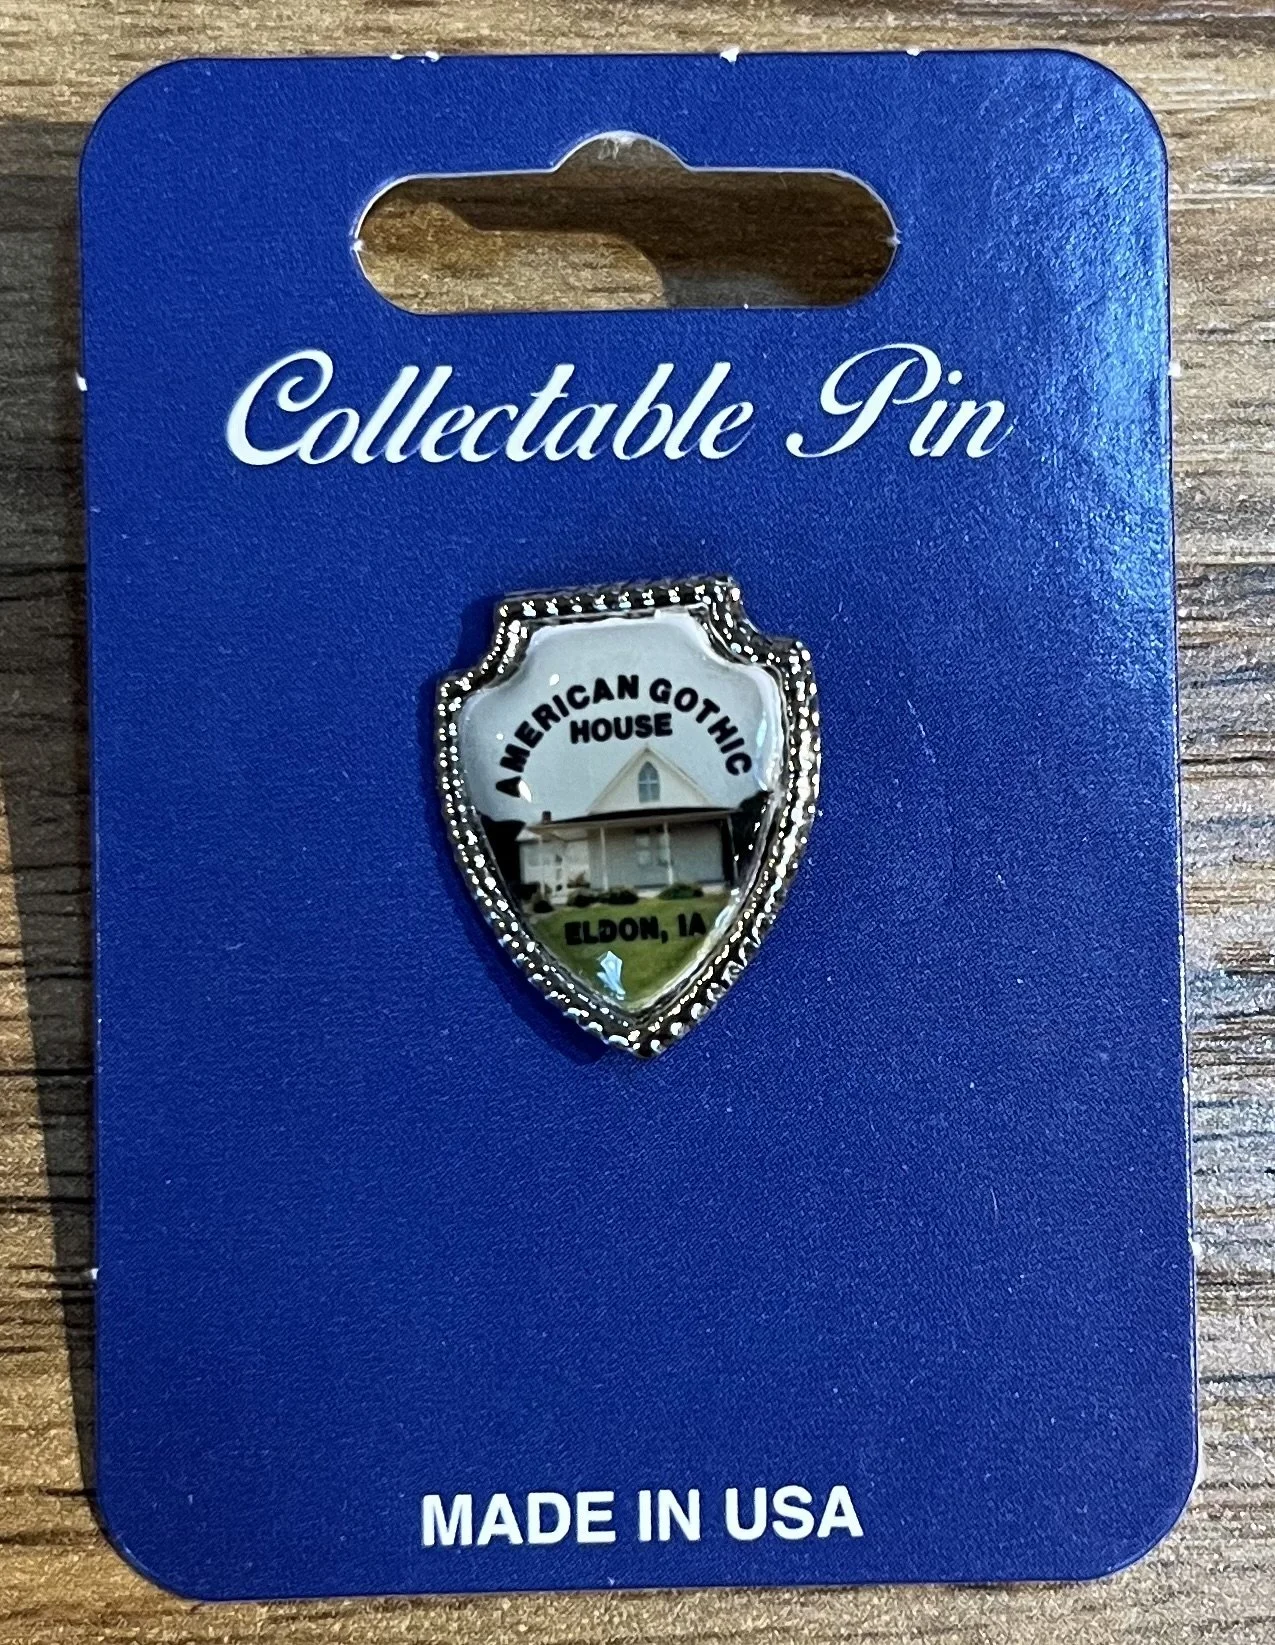 Collectable Pin
AMERICAN GOTHIC
HOUSE
ELDON, IA
MADE IN USA